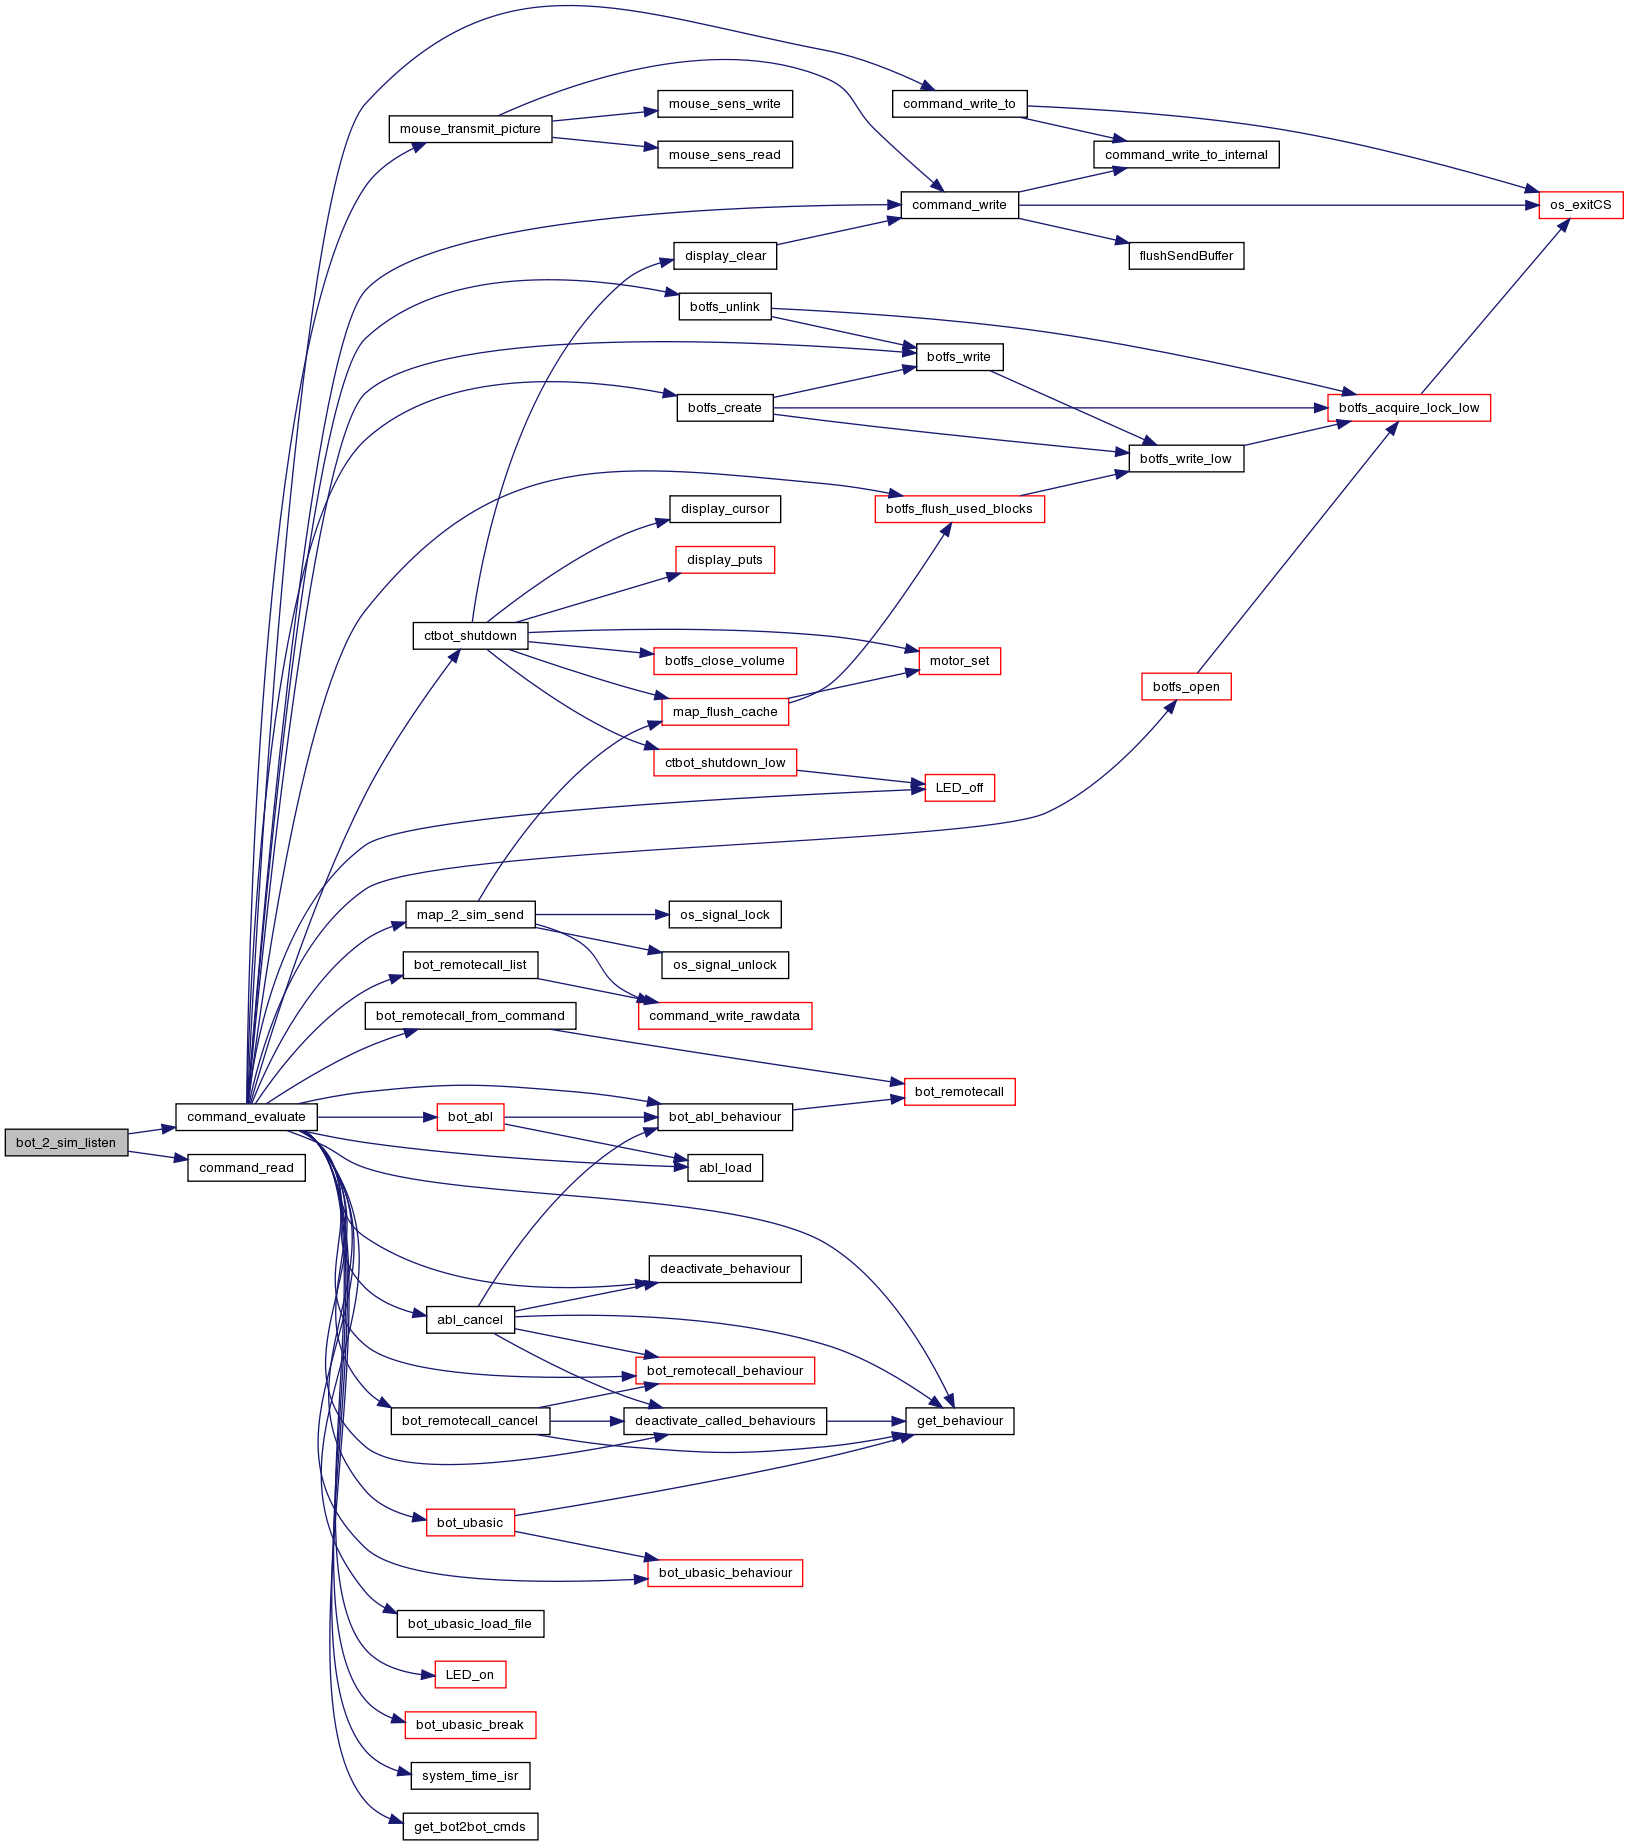 command_write_to
mouse_sens_write
mouse_transmit_picture
mouse_sens_read
command_write_to_internal
command_write
os_exitCS
display_clear
flushSendBuffer
botfs_unlink
botfs_write
botfs_create
botfs_acquire_lock_low
botfs_write_low
display_cursor
botfs_flush_used_blocks
display_puts
ctbot_shutdown
botfs_close_volume
motor_set
botfs_open
map_flush_cache
ctbot_shutdown_low
LED_off
map_2_sim_send
os_signal_lock
bot_remotecall_list
os_signal_unlock
bot_remotecall_from_command
command_write_rawdata
bot_remotecall
command_evaluate
bot_abl
bot_abl_behaviour
bot_2_sim_listen
command_read
abl_load
deactivate_behaviour
abl_cancel
bot_remotecall_behaviour
bot_remotecall_cancel
deactivate_called_behaviours
get_behaviour
bot_ubasic
bot_ubasic_behaviour
bot_ubasic_load_file
LED_on
bot_ubasic_break
system_time_isr
get_bot2bot_cmds